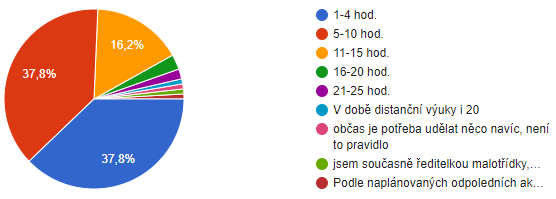 37,8%
16,2%
37,8%
1-4 hod.
5-10 hod.
11-15 hod.
16-20 hod.
21-25 hod.
V době distanční výuky i 20
občas je potřeba udělat něco navíc, není
to pravidlo
jsem současně ředitelkou malotřídky,...
Podle naplánovaných odpoledních ak...